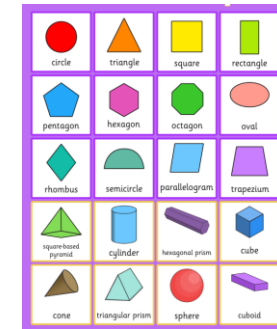 circle triangle square rectangle
pentagon hexagon octagon oval
rhombus semicircle parallelogram trapezium
square-based
pyramid cylinder hexagonal prism cube
cone triangular prism sphere cuboid